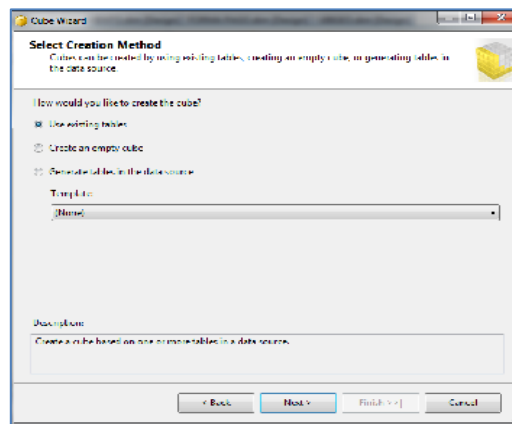 Cube Wizard
Select Creation Method
Cubes can be created by using existing tables, creating an empty cube, or generating tables in
the data source.
How would you like to create the cube?
Use existing tables
Create an empty cube
Generate tables in the data source
Template:
(None)
Description:
Create a cube based on one or more tables in a data source.
< Back
Next >
Finish >>|
Cancel